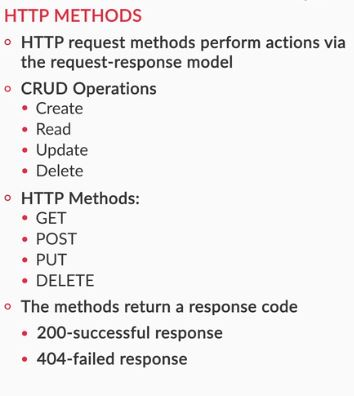 HTTP METHODS
HTTP request methods perform actions via
the request-response model
CRUD Operations
Create
Read
Update
Delete
HTTP Methods:
GET
POST
PUT
DELETE
The methods return a response code
200-successful response
404-failed response